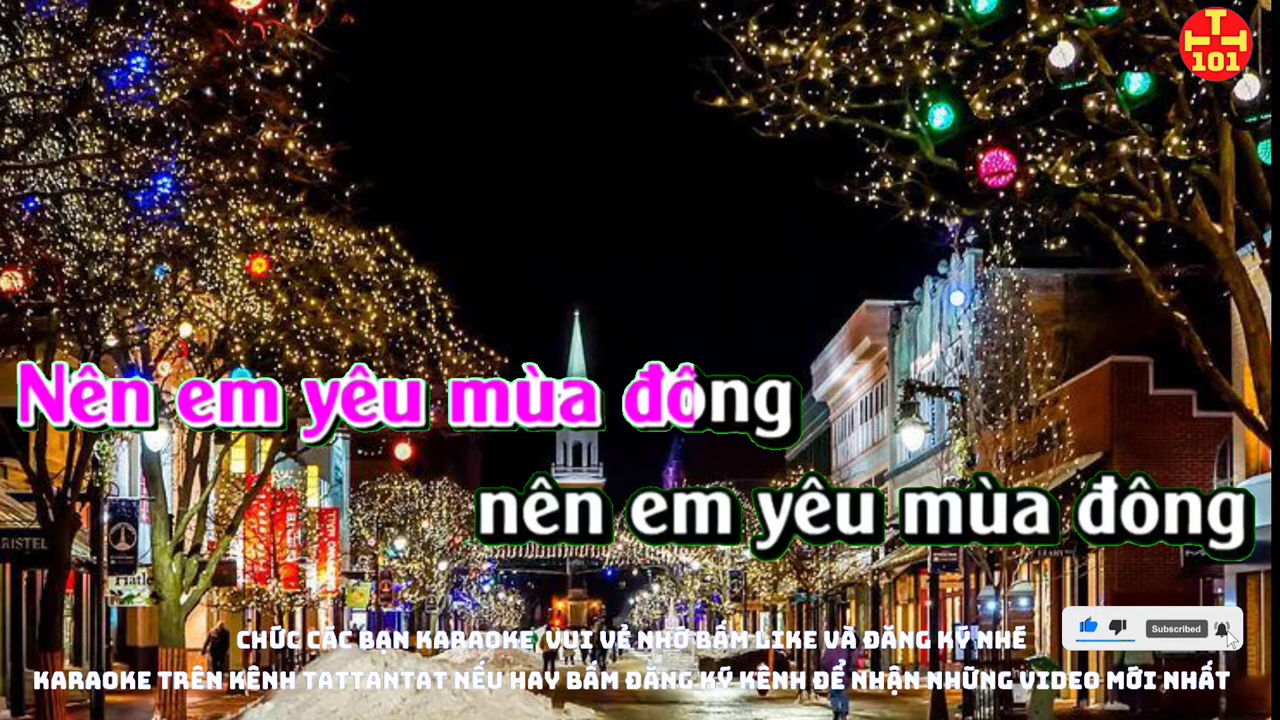 T
T T
101
Nên em yêu mùa đông
nên em yêu mùa đông
RISTEL
Subscribed
CHÚC CÁC BẠN KARAOKE VUI VẺ NHỚ BẤM LIKE VÀ ĐĂNG KÝ NHÉ
KARAOKE TRÊN KÊNH TATTANTAT NẾU HAY BẤM ĐĂNG KÝ KÊNH ĐỂ NHẬN NHỮNG VIDEO MỚI NHẤT